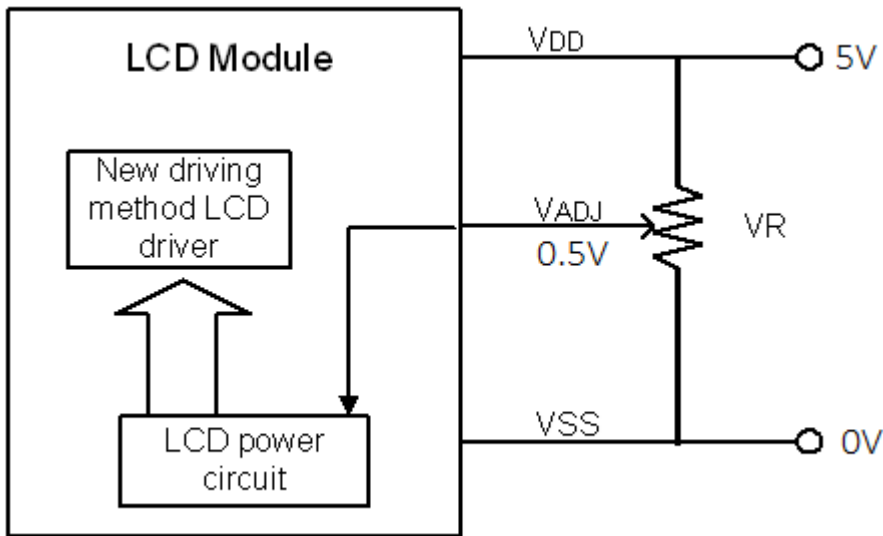 LCD Module
VDD
5V
New driving
method LCD
driver
VADJ
0.5V
VR
LCD power
circuit
VSS
0V